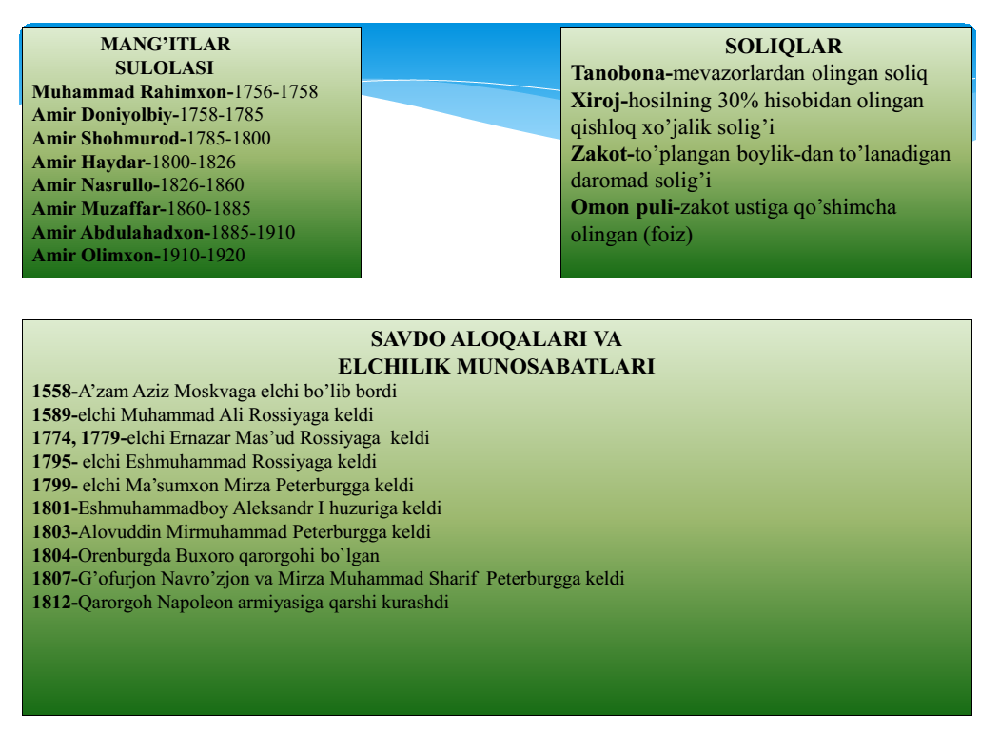 MANG’ITLAR
SULOLASI
Muhammad Rahimxon-1756-1758
Amir Doniyolbiy-1758-1785
Amir Shohmurod-1785-1800
Amir Haydar-1800-1826
Amir Nasrullo-1826-1860
Amir Muzaffar-1860-1885
Amir Abdulahadxon-1885-1910
Amir Olimxon-1910-1920
SOLIQLAR
Tanobona-mevazorlardan olingan soliq
Xiroj-hosilning 30% hisobidan olingan
qishloq xo’jalik solig’i
Zakot-to’plangan boylik-dan to’lanadigan
daromad solig’i
Omon puli-zakot ustiga qo’shimcha
olingan (foiz)
SAVDO ALOQALARI VA
ELCHILIK MUNOSABATLARI
1558-A’zam Aziz Moskvaga elchi bo’lib bordi
1589-elchi Muhammad Ali Rossiyaga keldi
1774, 1779-elchi Ernazar Mas’ud Rossiyaga  keldi
1795- elchi Eshmuhammad Rossiyaga keldi
1799- elchi Ma’sumxon Mirza Peterburgga keldi
1801-Eshmuhammadboy Aleksandr I huzuriga keldi
1803-Alovuddin Mirmuhammad Peterburgga keldi
1804-Orenburgda Buxoro qarorgohi bo`lgan
1807-G’ofurjon Navro’zjon va Mirza Muhammad Sharif  Peterburgga keldi
1812-Qarorgoh Napoleon armiyasiga qarshi kurashdi